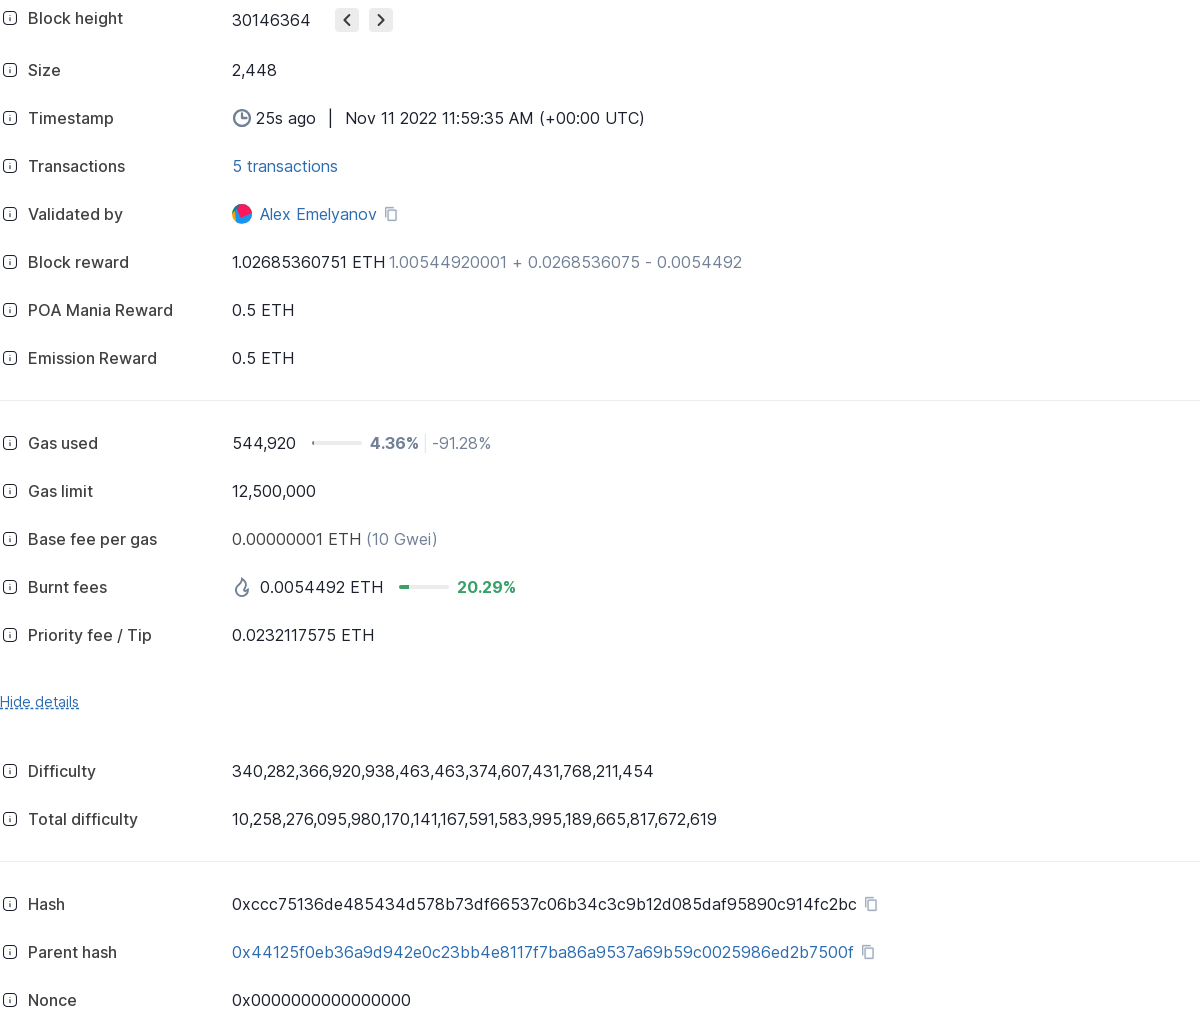 Block height 30146364
Size 2,448
Timestamp 25s ago | Nov 11 2022 11:59:35 AM (+00:00 UTC)
Transactions 5 transactions
Validated by Alex Emelyanov
Block reward 1.02685360751 ETH 1.00544920001 + 0.0268536075 - 0.0054492
POA Mania Reward 0.5 ETH
Emission Reward 0.5 ETH
Gas used 544,920 4.36% -91.28%
Gas limit 12,500,000
Base fee per gas 0.00000001 ETH (10 Gwei)
Burnt fees 0.0054492 ETH 20.29%
Priority fee / Tip 0.0232117575 ETH
Hide details
Difficulty 340,282,366,920,938,463,463,374,607,431,768,211,454
Total difficulty 10,258,276,095,980,170,141,167,591,583,995,189,665,817,672,619
Hash 0xccc75136de485434d578b73df66537c06b34c3c9b12d085daf95890c914fc2bc
Parent hash 0x44125f0eb36a9d942e0c23bb4e8117f7ba86a9537a69b59c0025986ed2b7500f
Nonce 0x0000000000000000